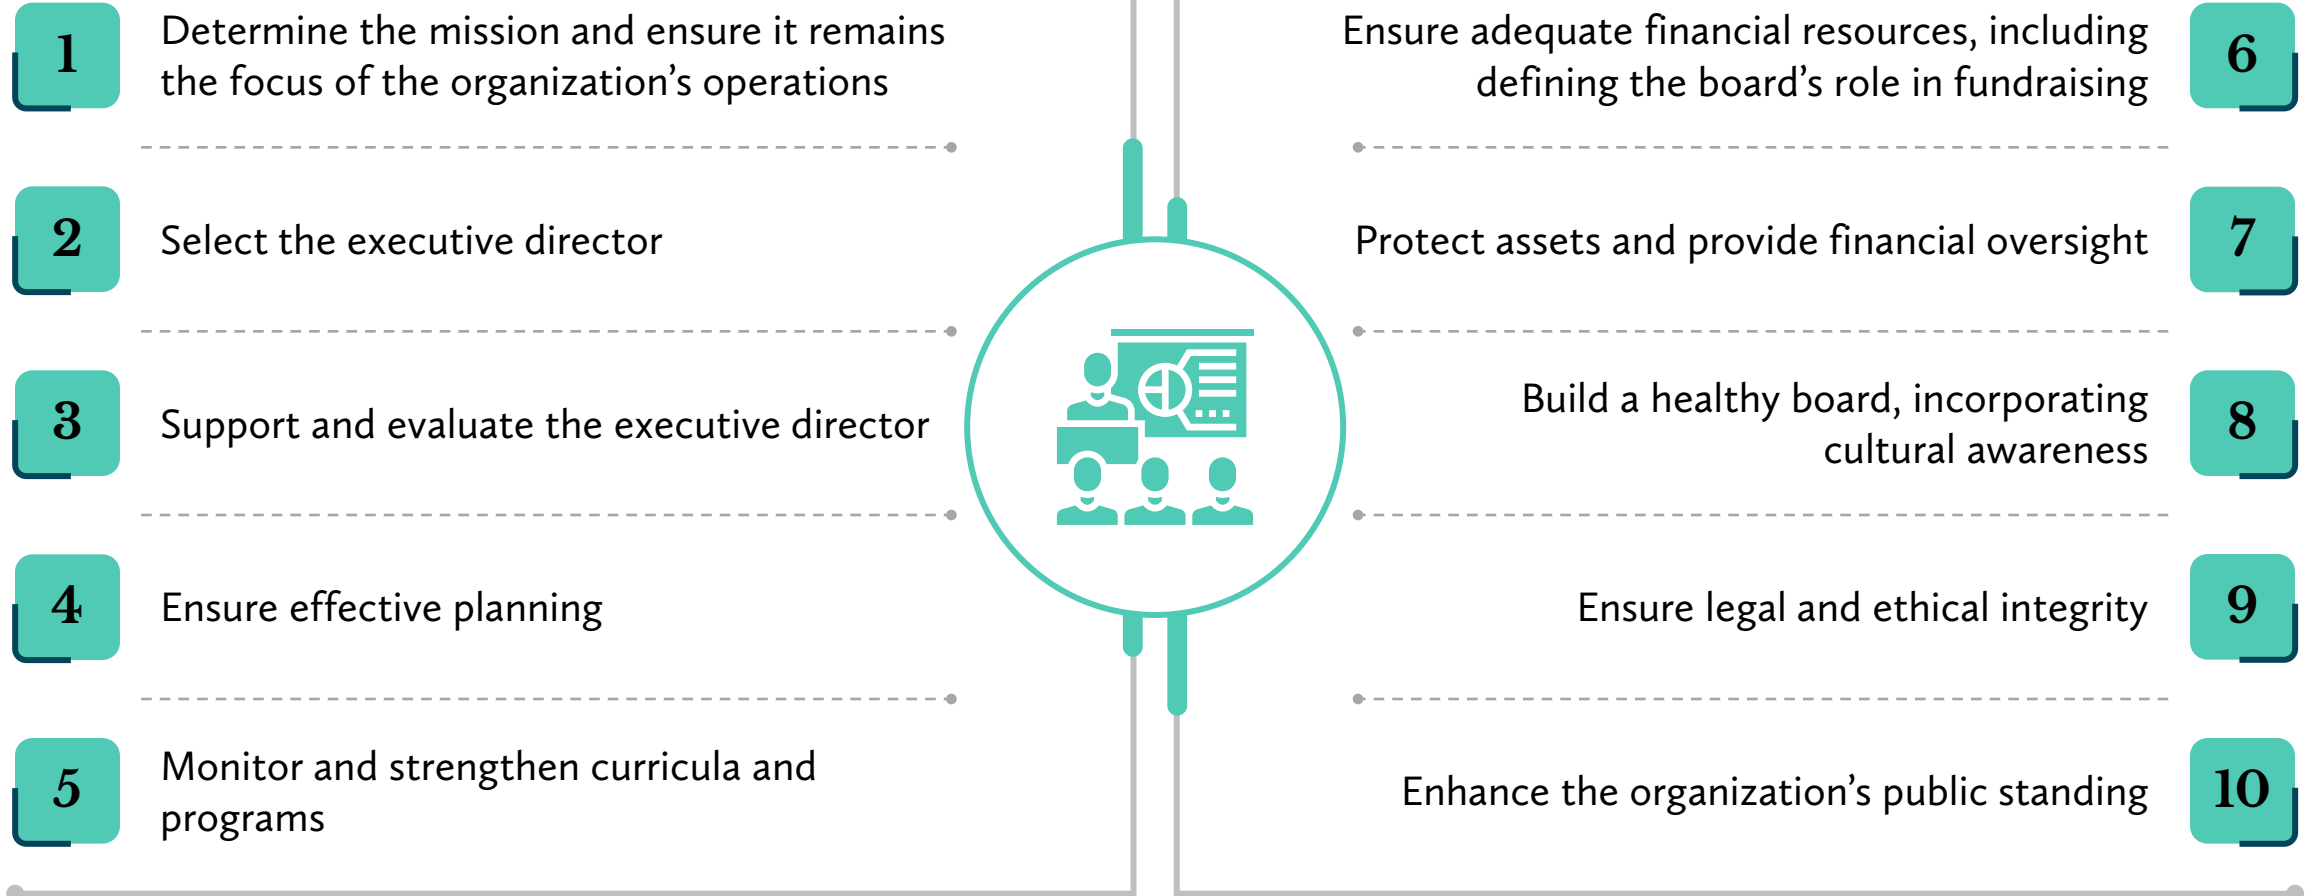 1
Determine the mission and ensure it remains
the focus of the organization’s operations
2
Select the executive director
3
Support and evaluate the executive director
4
Ensure effective planning
5
Monitor and strengthen curricula and
programs
Ensure adequate financial resources, including
defining the board’s role in fundraising
6
Protect assets and provide financial oversight
7
Build a healthy board, incorporating
cultural awareness
8
Ensure legal and ethical integrity
9
Enhance the organization’s public standing
10